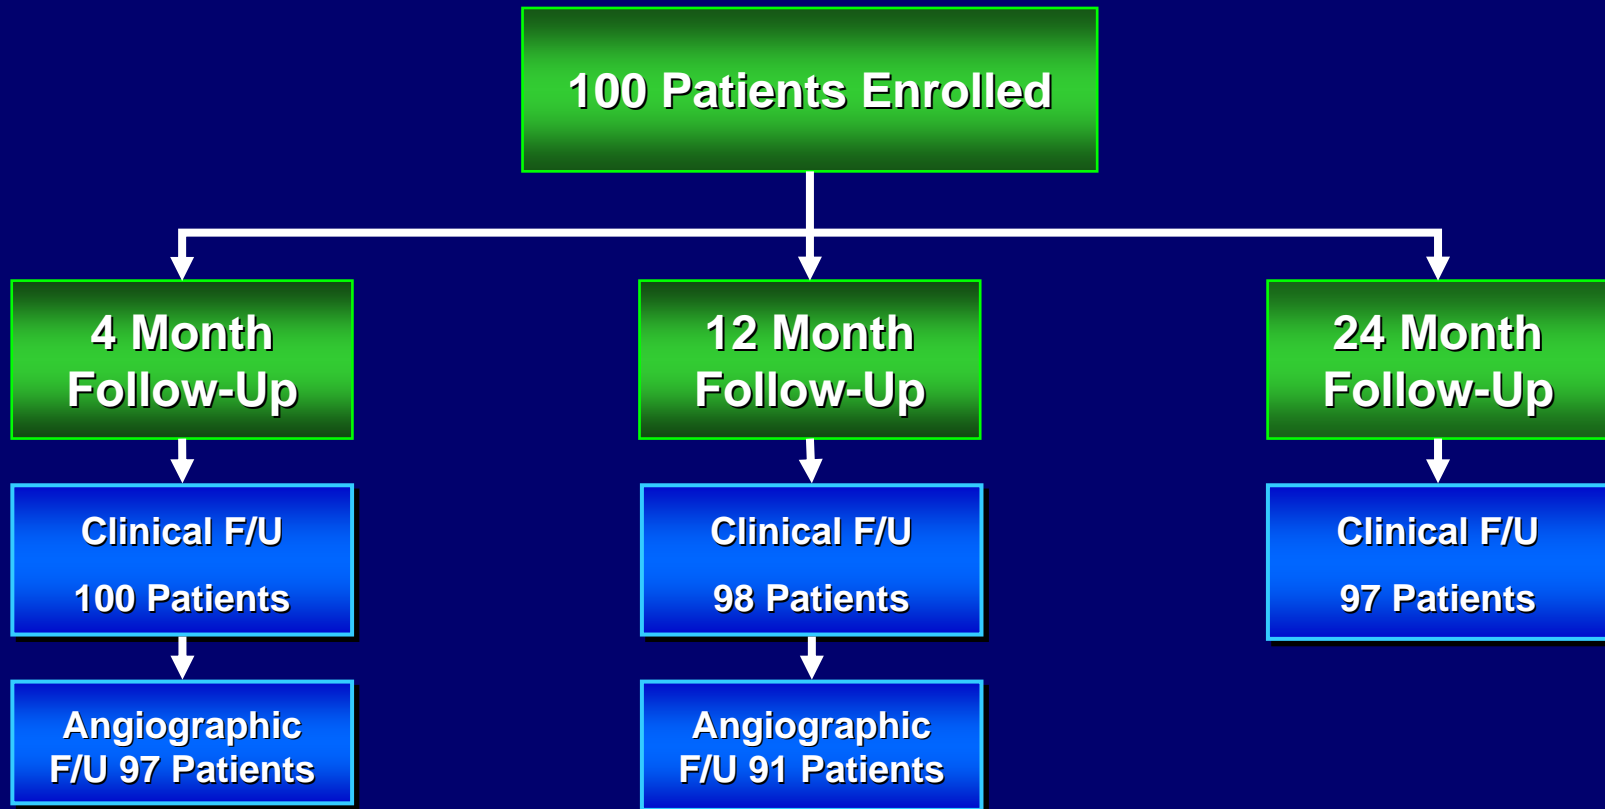 100 Patients Enrolled
4 Month
Follow-Up
Clinical F/U
100 Patients
Angiographic
F/U 97 Patients
12 Month
Follow-Up
Clinical F/U
98 Patients
Angiographic
F/U 91 Patients
24 Month
Follow-Up
Clinical F/U
97 Patients